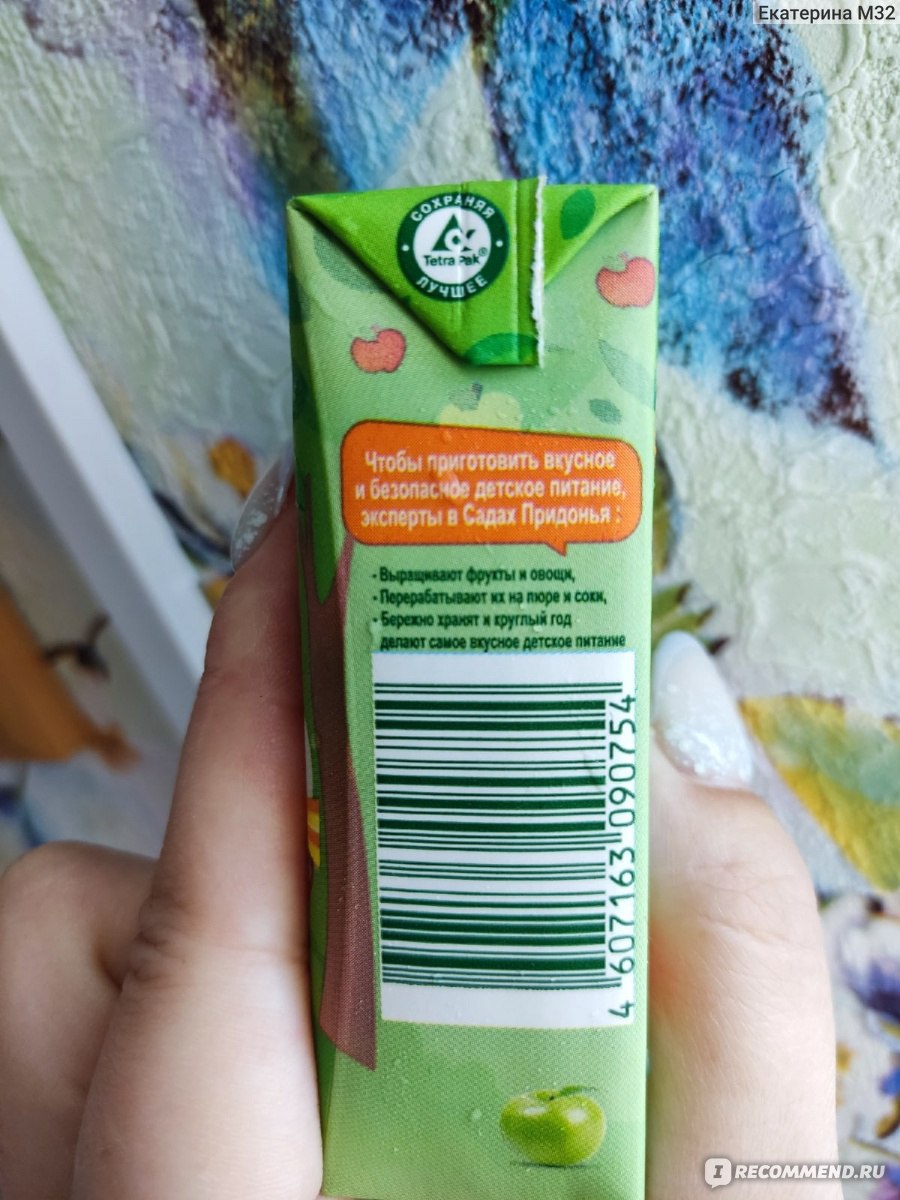 Екатерина М32
СОХРАНЯЯ
Tetra Pak®
ЛУЧШЕЕ
Чтобы приготовить вкусное
и безопасное детское питание,
эксперты в Садах Придонья :
- Выращивают фрукты и овощи,
- Перерабатывают их на пюре и соки,
- Бережно хранят и круглый год
делают самое вкусное детское питание
4 607163 090754
IRECOMMEND.RU